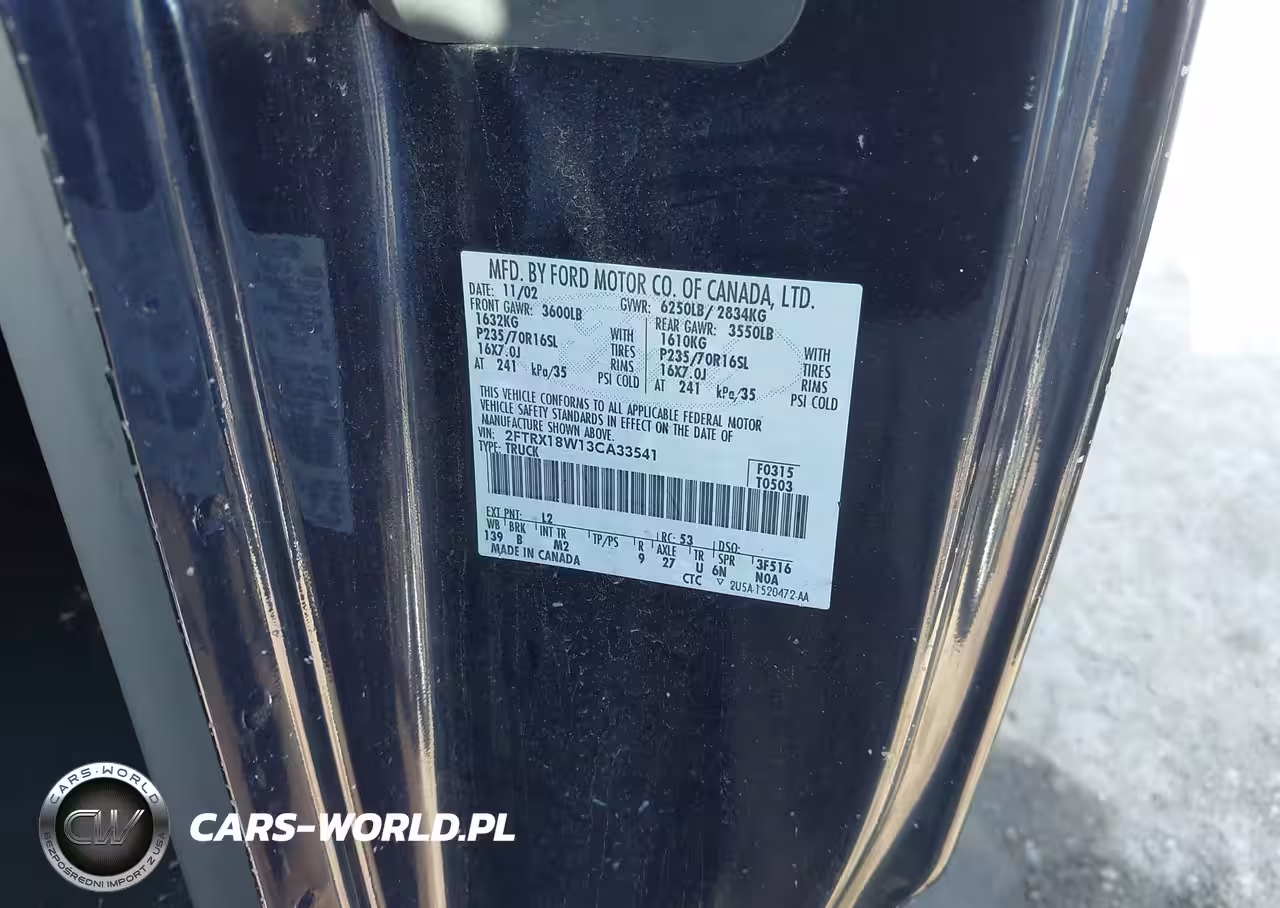 MFD. BY FORD MOTOR CO. OF CANADA, LTD.
DATE: 11/02 GVWR: 6250LB/ 2834KG
FRONT GAWR: 3600LB REAR GAWR: 3550LB
1632KG 1610KG
P235/70R16SL WITH TIRES P235/70R16SL WITH TIRES
16X7.0J RIMS 16X7.0J RIMS
AT 241 kPa/35 PSI COLD AT 241 kPa/35 PSI COLD
THIS VEHICLE CONFORMS TO ALL APPLICABLE FEDERAL MOTOR
VEHICLE SAFETY STANDARDS IN EFFECT ON THE DATE OF
MANUFACTURE SHOWN ABOVE.
VIN: 2FTRX18W13CA33541
TYPE: TRUCK
F0315
T0503
EXT PNT: L2 RC: 53 DSO:
WB BRK INT TR TP/PS R AXLE TR SPR 3F516
139 B M2 9 27 U 6N N0A
MADE IN CANADA CTC ▽ 2U5A-1520472-AA
CARS-WORLD
CW
BEZPOŚREDNI IMPORT Z USA
CARS-WORLD.PL